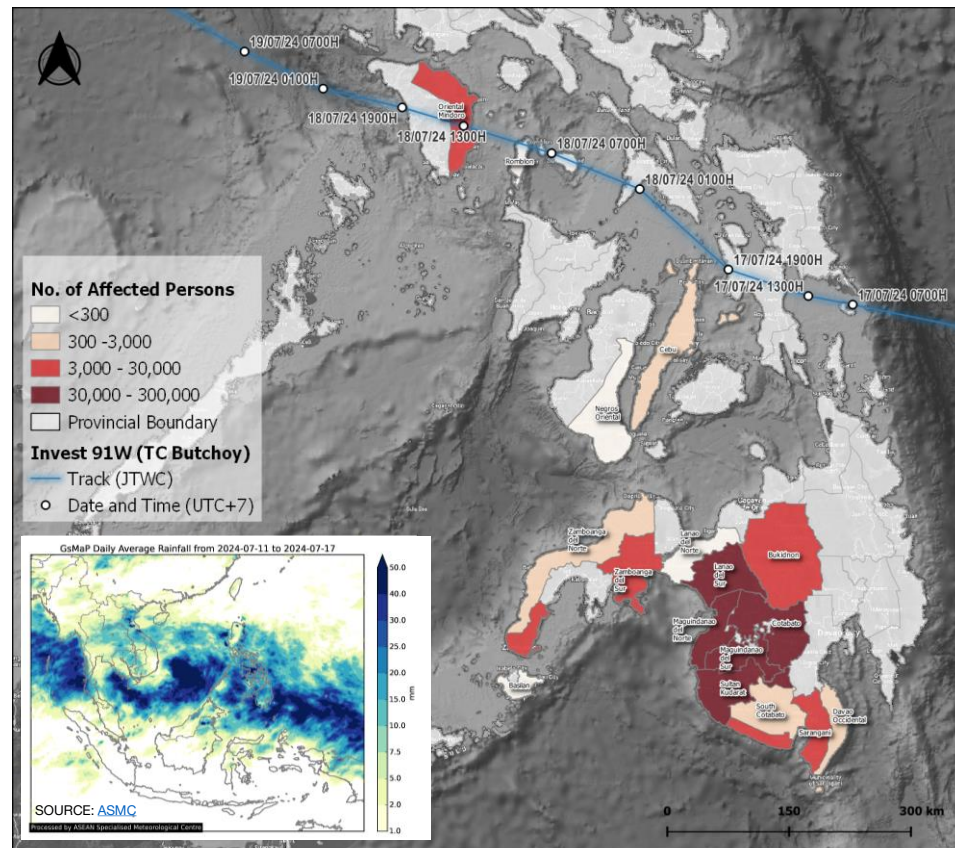 19/07/24 0700H
19/07/24 0100H
18/07/24 1900H
Oriental
Mindoro
18/07/24 1300H
18/07/24 0700H
Romblon
18/07/24 0100H
17/07/24 1900H
17/07/24 1300H
17/07/24 0700H
No. of Affected Persons
<300
300 -3,000
3,000 - 30,000
30,000 - 300,000
Provincial Boundary
Invest 91W (TC Butchoy)
Track (JTWC)
Date and Time (UTC+7)
Cebu
Negros
Oriental
Zamboanga
del
Norte
Zamboanga
del
Sur
Lanao
del
Norte
Lanao
del
Sur
Bukidnon
Maguindanao
del
Norte
Cotabato
Maguindanao
del
Sur
Sultan
Kudarat
Basilan
South
Cotabato
Davao
Occidental
Sarangani
GsMaP Daily Average Rainfall from 2024-07-11 to 2024-07-17
50.0
40.0
30.0
25.0
20.0
15.0
10.0
7.5
5.0
2.0
1.0
mm
SOURCE: ASMC
Processed by ASEAN Specialised Meteorological Centre
0 150 300 km